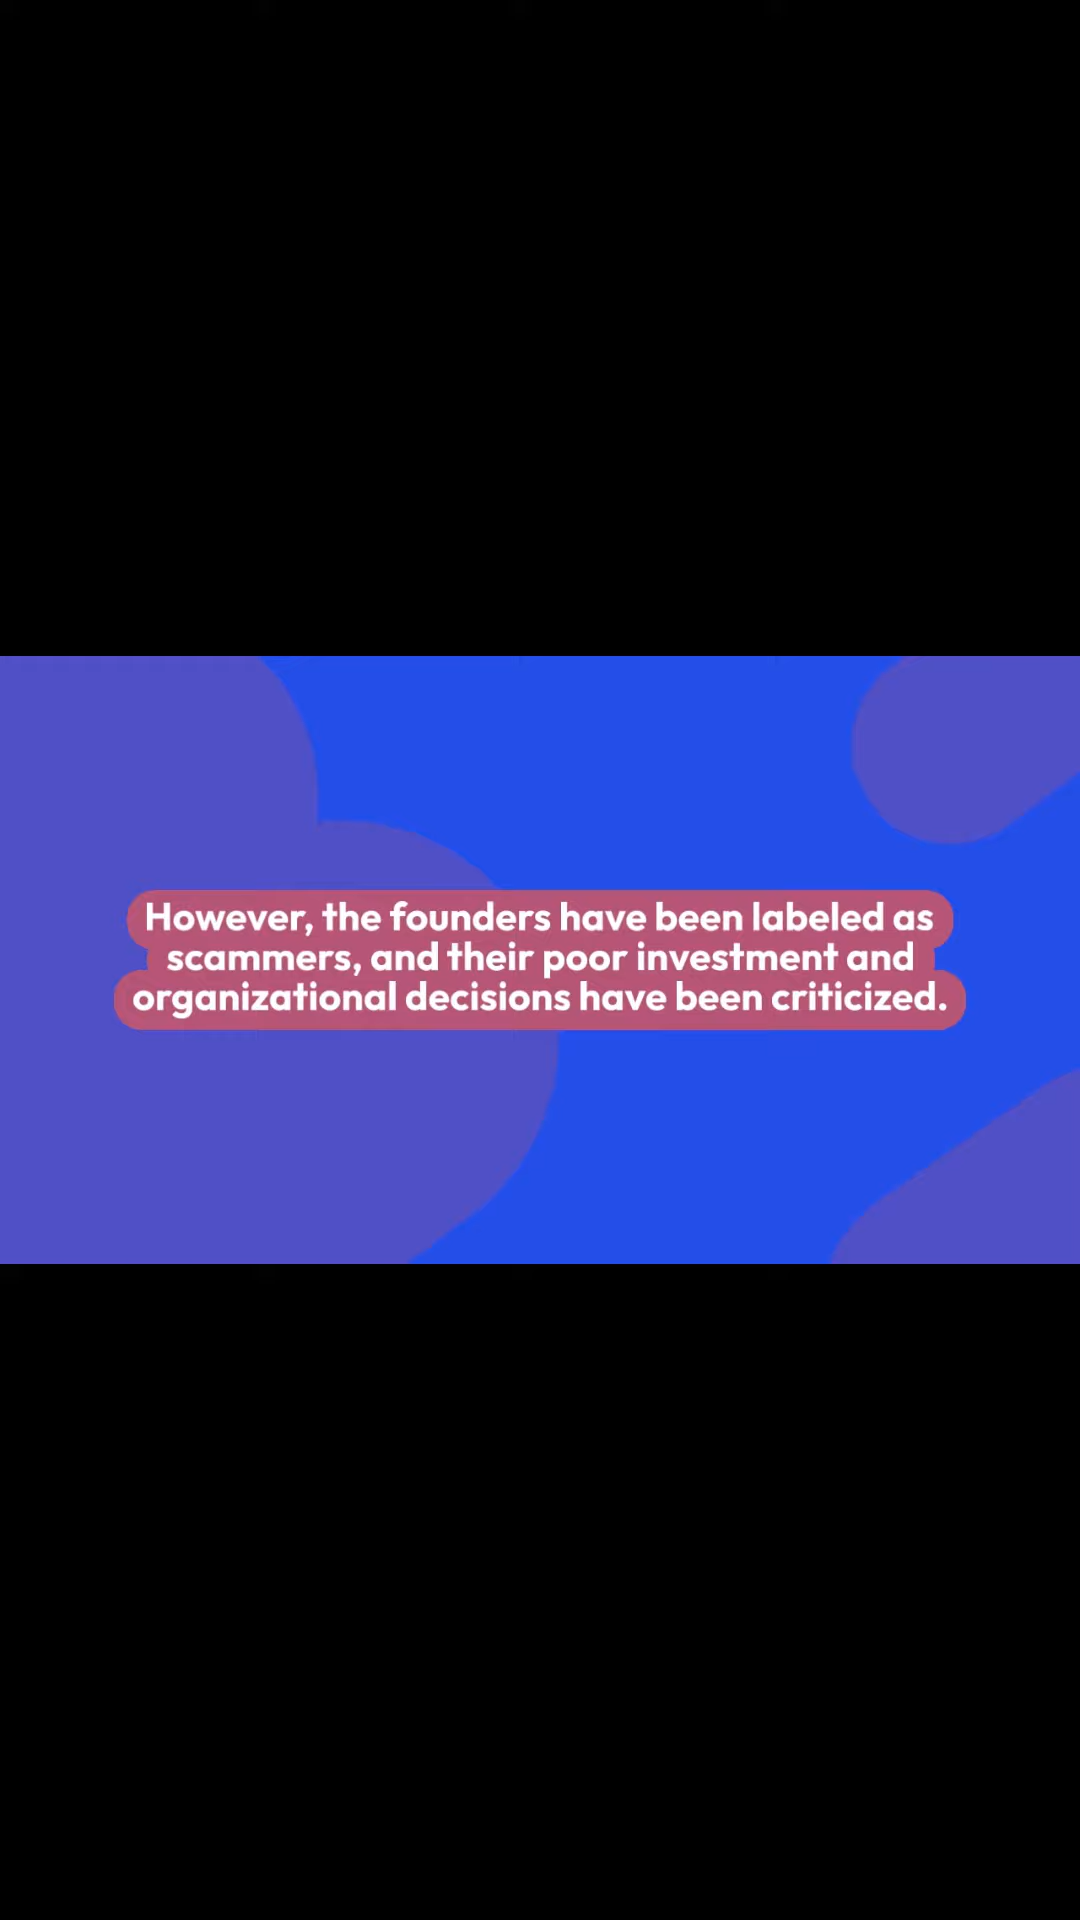 However, the founders have been labeled as
scammers, and their poor investment and
organizational decisions have been criticized.